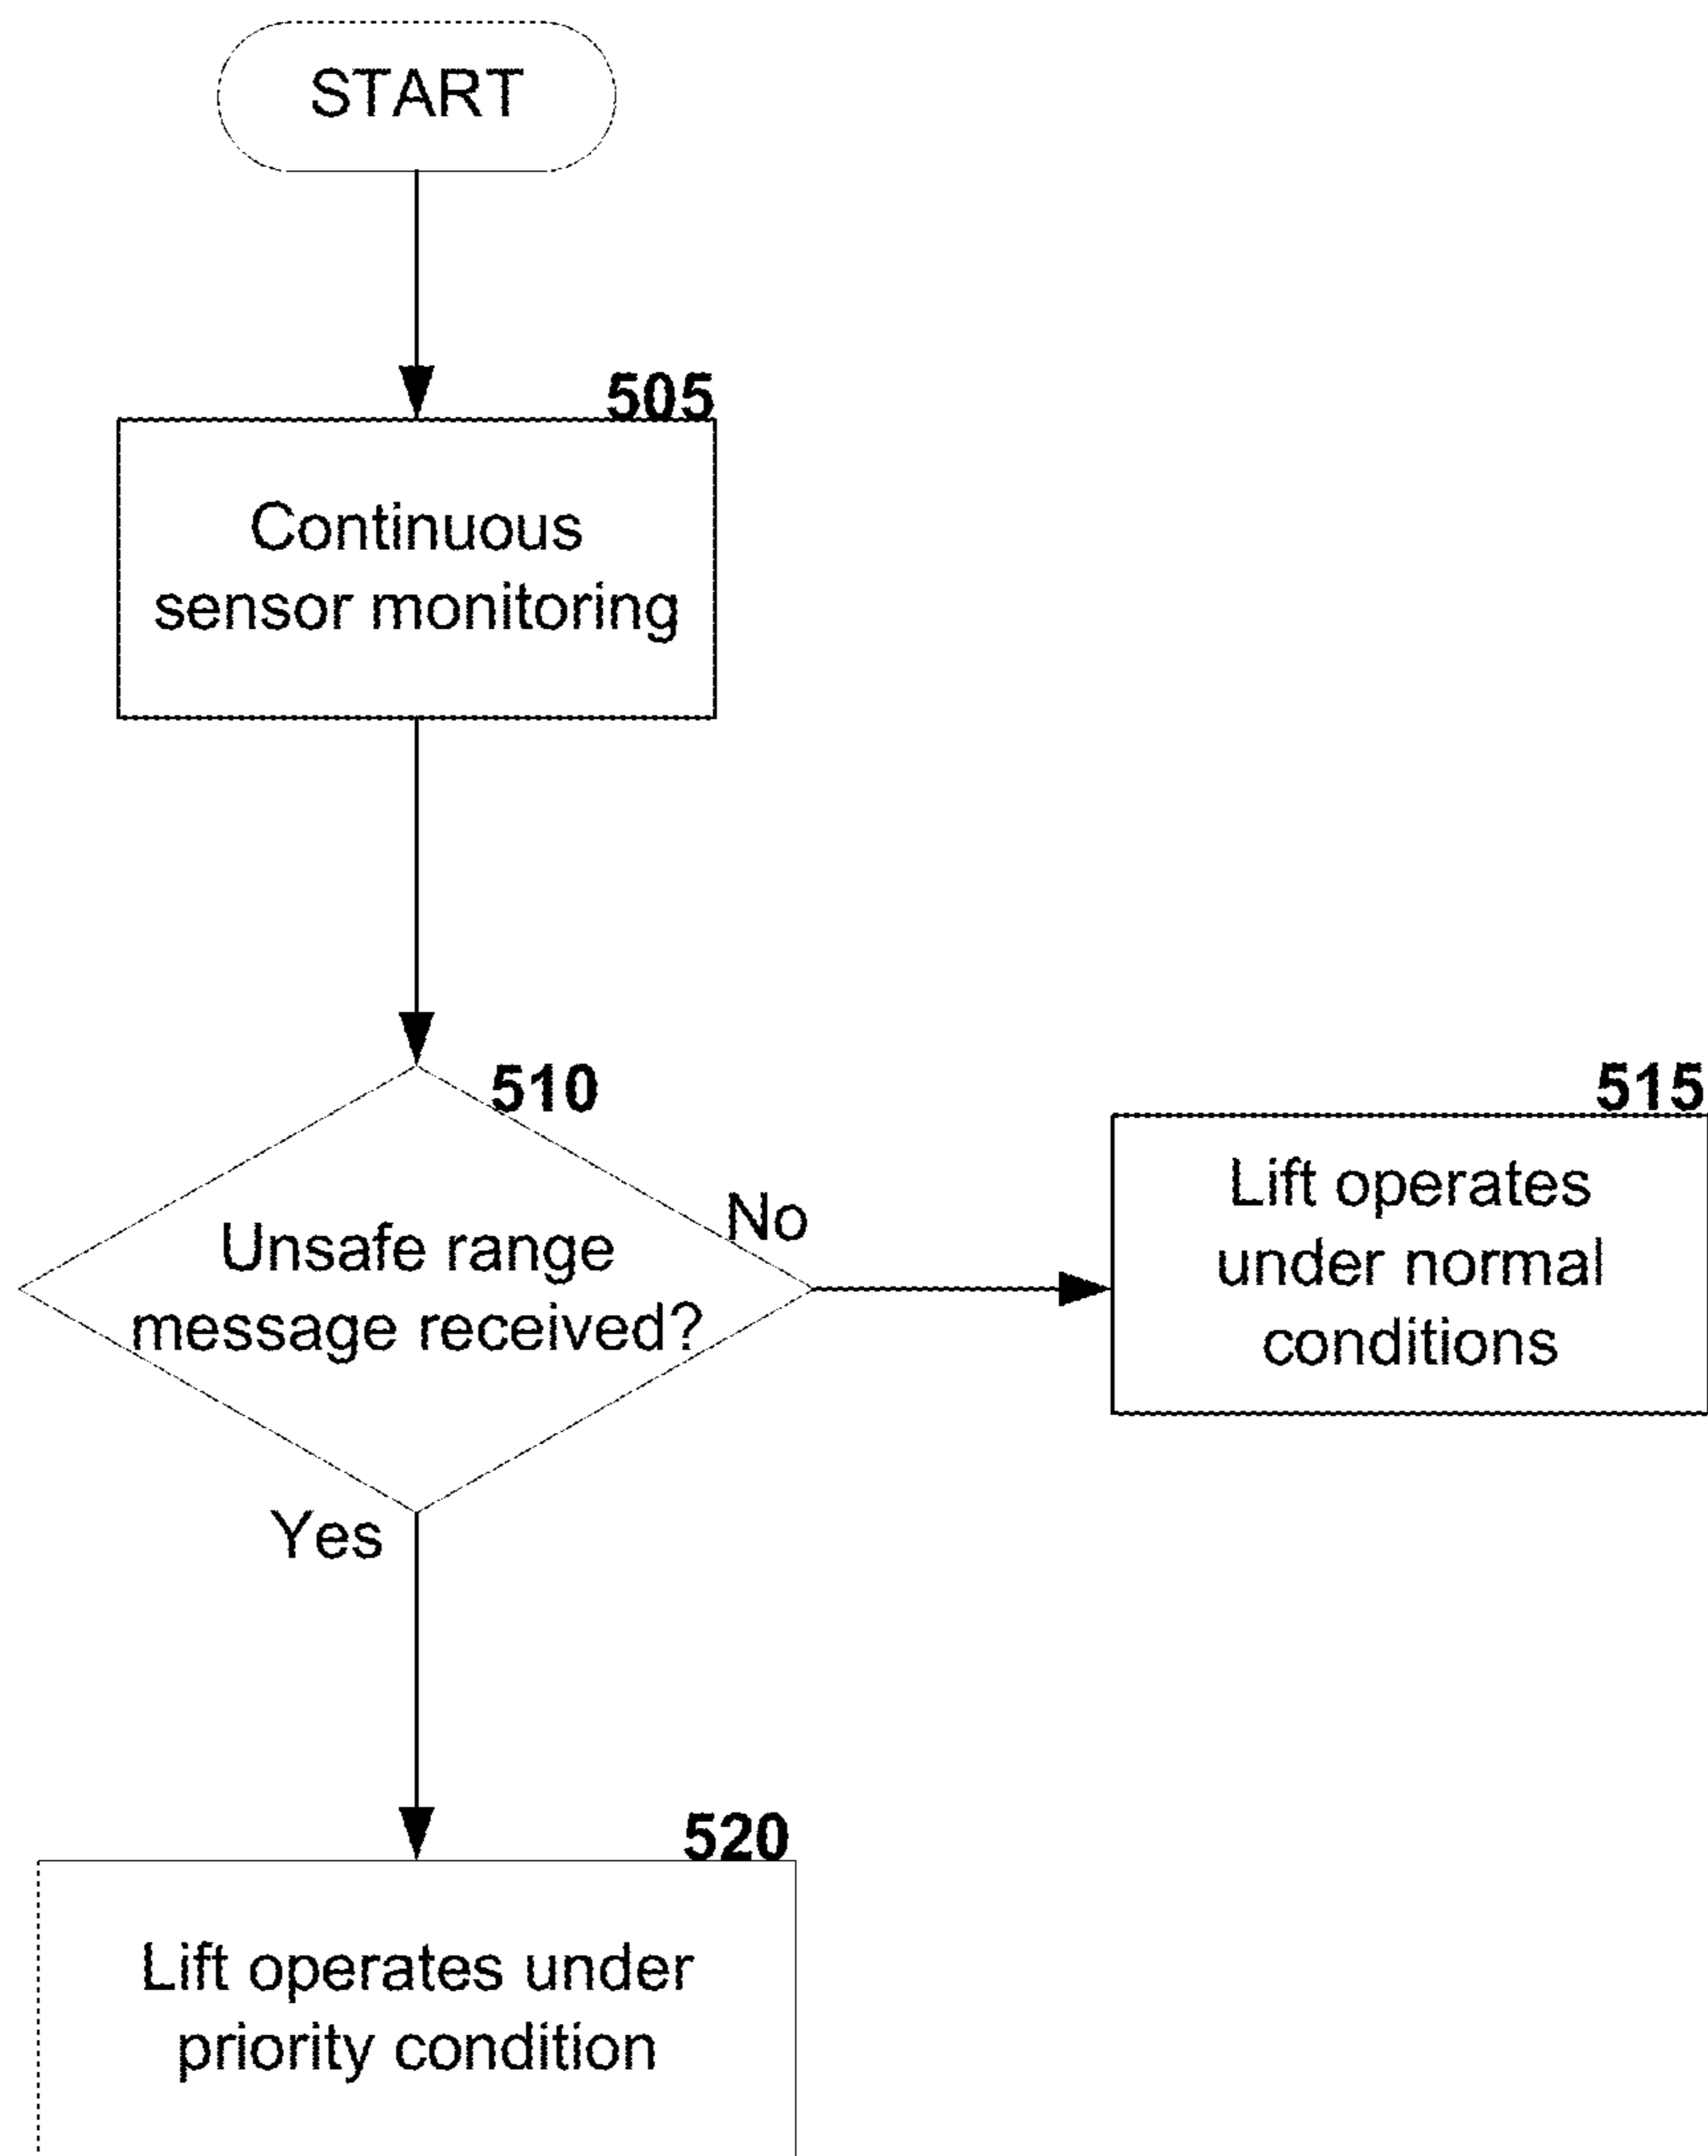 START
505
Continuous
sensor monitoring
510
Unsafe range
message received?
No
515
Lift operates
under normal
conditions
Yes
520
Lift operates under
priority condition